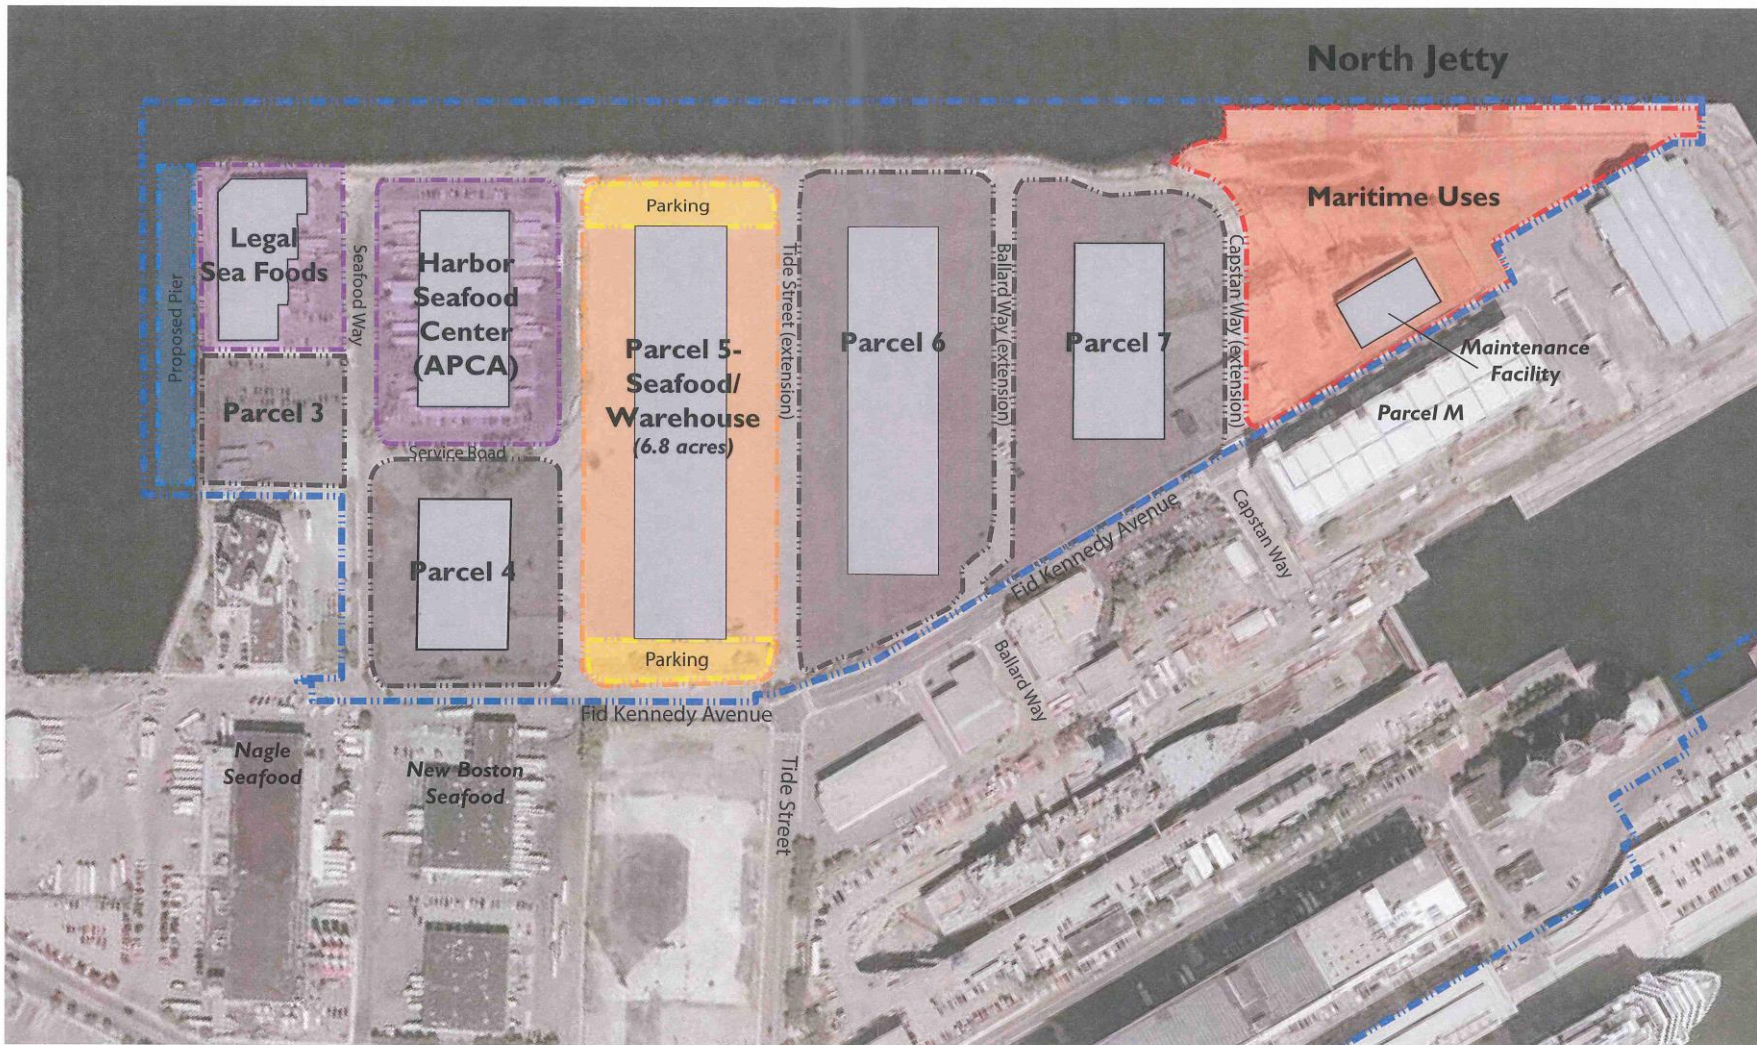 North Jetty
Maritime Uses
Maintenance
Facility
Parcel M
Legal
Sea Foods
Proposed Pier
Seafood Way
Parcel 3
Harbor
Seafood
Center
(APCA)
Service Road
Parcel 4
Parking
Parcel 5-
Seafood/
Warehouse
(6.8 acres)
Parking
Tide Street (extension)
Parcel 6
Ballard Way (extension)
Parcel 7
Capstan Way (extension)
Fid Kennedy Avenue
Capstan Way
Ballard Way
Fid Kennedy Avenue
Tide Street
Nagle
Seafood
New Boston
Seafood